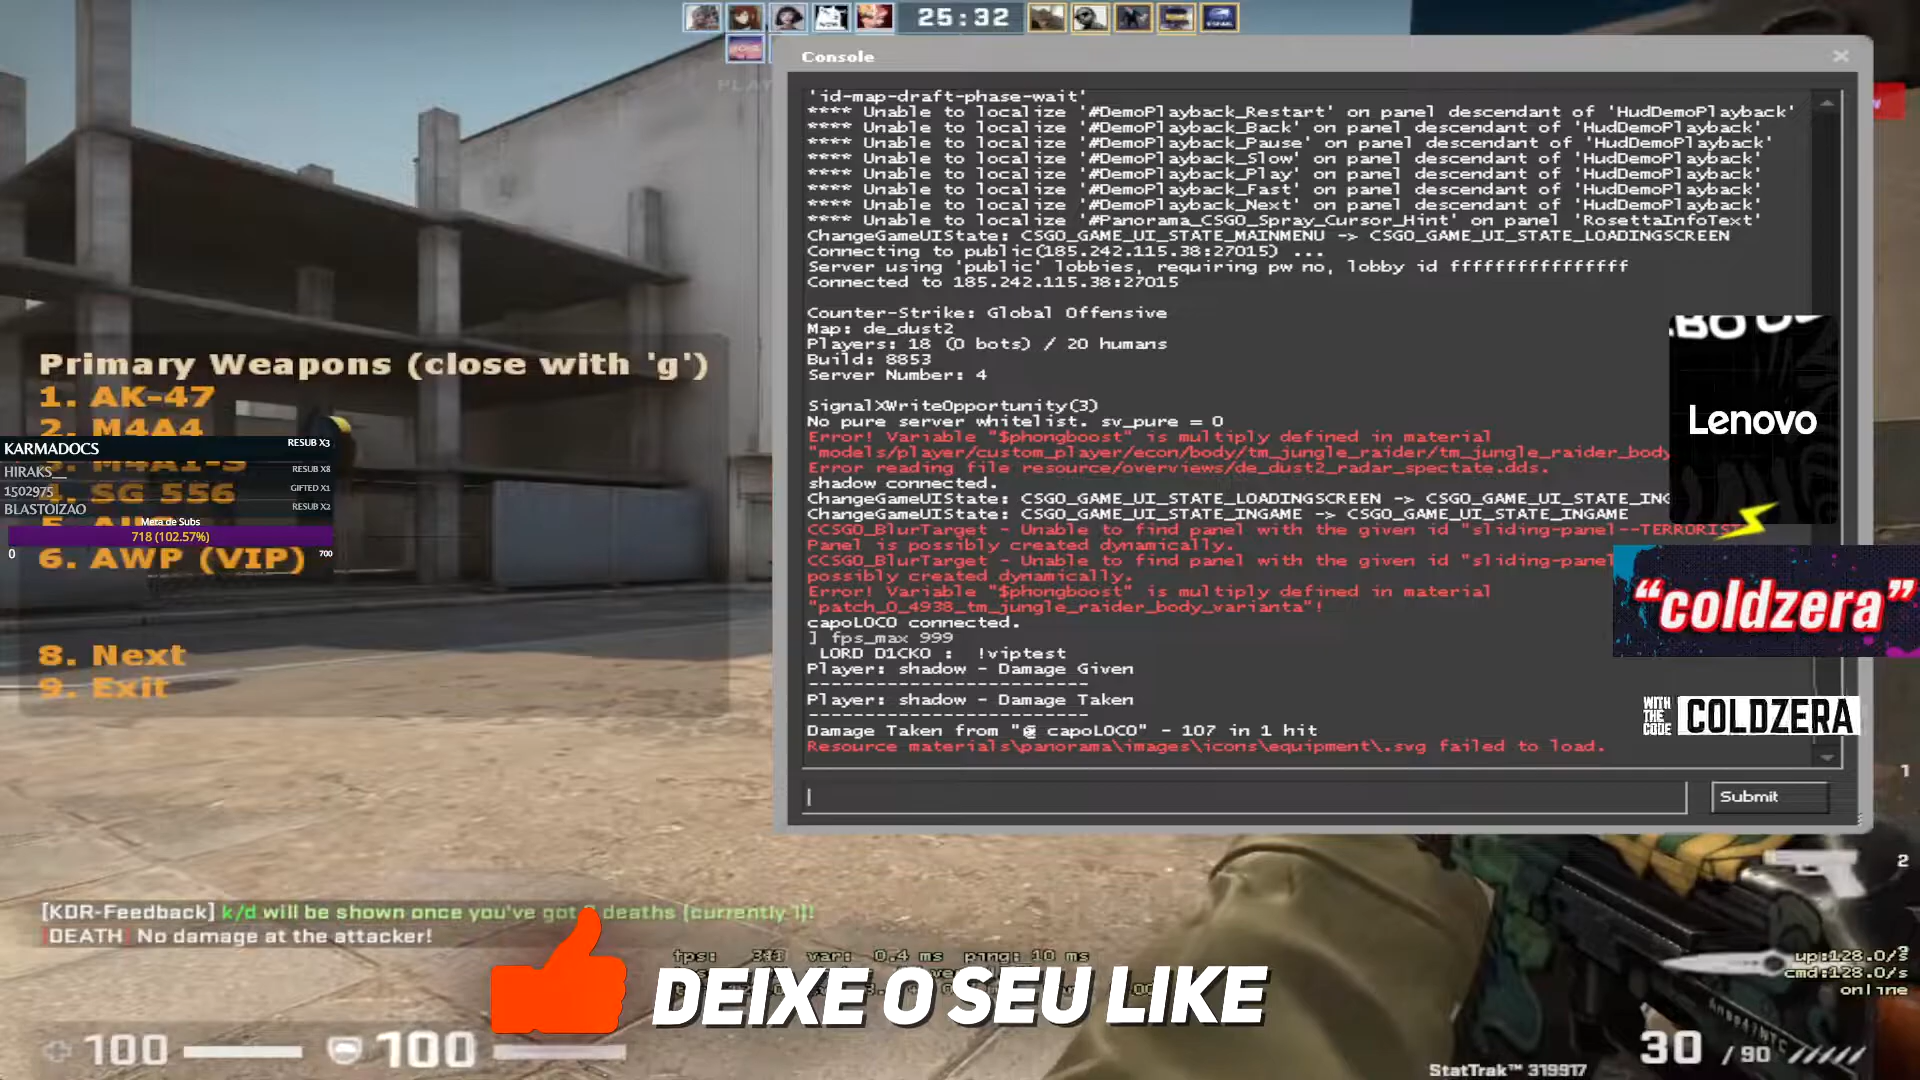 25:32
Console
'id-map-draft-phase-wait'
**** Unable to localize '#DemoPlayback_Restart' on panel descendant of 'HudDemoPlayback'
**** Unable to localize '#DemoPlayback_Back' on panel descendant of 'HudDemoPlayback'
**** Unable to localize '#DemoPlayback_Pause' on panel descendant of 'HudDemoPlayback'
**** Unable to localize '#DemoPlayback_Slow' on panel descendant of 'HudDemoPlayback'
**** Unable to localize '#DemoPlayback_Play' on panel descendant of 'HudDemoPlayback'
**** Unable to localize '#DemoPlayback_Fast' on panel descendant of 'HudDemoPlayback'
**** Unable to localize '#DemoPlayback_Next' on panel descendant of 'HudDemoPlayback'
**** Unable to localize '#Panorama_CSGO_Spray_Cursor_Hint' on panel 'RosettaInfoText'
ChangeGameUIState: CSGO_GAME_UI_STATE_MAINMENU -> CSGO_GAME_UI_STATE_LOADINGSCREEN
Connecting to public(185.242.115.38:27015) ...
Server using 'public' lobbies, requiring pw no, lobby id ffffffffffffffff
Connected to 185.242.115.38:27015
Counter-Strike: Global Offensive
Map: de_dust2
Players: 18 (0 bots) / 20 humans
Build: 8853
Server Number: 4
SignalXWriteOpportunity(3)
No pure server whitelist. sv_pure = 0
Error! Variable "$phongboost" is multiply defined in material
"models/player/custom_player/econ/body/tm_jungle_raider/tm_jungle_raider_body
Error reading file resource/overviews/de_dust2_radar_spectate.dds.
shadow connected.
ChangeGameUIState: CSGO_GAME_UI_STATE_LOADINGSCREEN -> CSGO_GAME_UI_STATE_ING
ChangeGameUIState: CSGO_GAME_UI_STATE_INGAME -> CSGO_GAME_UI_STATE_INGAME
CCSGO_BlurTarget - Unable to find panel with the given id "sliding-panel--TERRORIST
Panel is possibly created dynamically.
CCSGO_BlurTarget - Unable to find panel with the given id "sliding-panel
possibly created dynamically.
Error! Variable "$phongboost" is multiply defined in material
"patch_0_4938_tm_jungle_raider_body_varianta"!
capoLOCO connected.
] fps_max 999
LORD D1CKO : !viptest
Player: shadow - Damage Given
-------------------------
Player: shadow - Damage Taken
-------------------------
Damage Taken from "@ capoLOCO" - 107 in 1 hit
Resource materials\panorama\images\icons\equipment\.svg failed to load.
Submit
Primary Weapons (close with 'g')
1. AK-47
2. M4A4
3. M4A1-S
4. SG 556
6. AWP (VIP)
8. Next
9. Exit
KARMADOCS RESUB X3
HIRAKS__ RESUB X8
1502975 GIFTED X1
BLASTOIZAO RESUB X2
Meta de Subs
718 (102.57%)
0 700
Lenovo
"coldzera"
WITH THE CODE COLDZERA
1
2
[KDR-Feedback] k/d will be shown once you've got deaths (currently 1)!
[DEATH] No damage at the attacker!
fps: var: 0.4 ms ping: 10 ms
DEIXE O SEU LIKE
up:128.0/s
cmd:128.0/s
online
3
100 100
30 / 90
StatTrak™ 319917